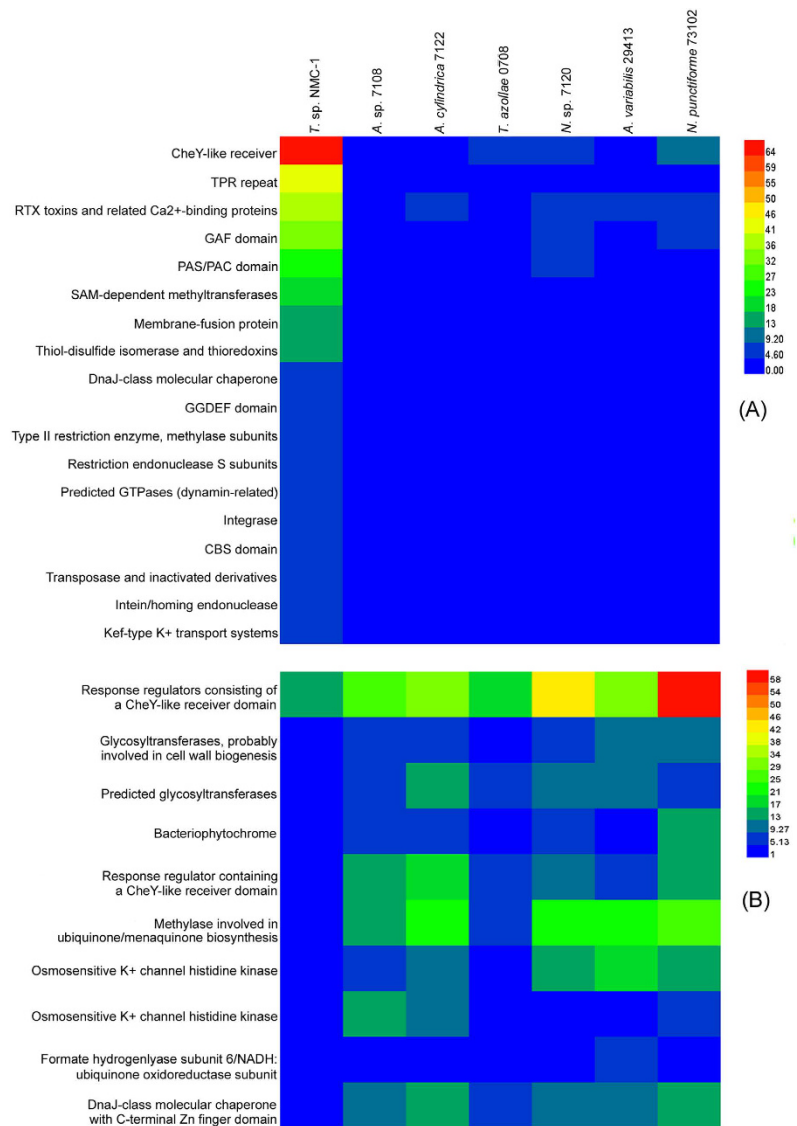 T. sp. NMC-1
A. sp. 7108
A. cylindrica 7122
T. azollae 0708
N. sp. 7120
A. variabilis 29413
N. punctiforme 73102
CheY-like receiver
TPR repeat
RTX toxins and related Ca2+-binding proteins
GAF domain
PAS/PAC domain
SAM-dependent methyltransferases
Membrane-fusion protein
Thiol-disulfide isomerase and thioredoxins
DnaJ-class molecular chaperone
GGDEF domain
Type II restriction enzyme, methylase subunits
Restriction endonuclease S subunits
Predicted GTPases (dynamin-related)
Integrase
CBS domain
Transposase and inactivated derivatives
Intein/homing endonuclease
Kef-type K+ transport systems
64
59
55
50
46
41
36
32
27
23
18
13
9.20
4.60
0.00
(A)
Response regulators consisting of
a CheY-like receiver domain
Glycosyltransferases, probably
involved in cell wall biogenesis
Predicted glycosyltransferases
Bacteriophytochrome
Response regulator containing
a CheY-like receiver domain
Methylase involved in
ubiquinone/menaquinone biosynthesis
Osmosensitive K+ channel histidine kinase
Osmosensitive K+ channel histidine kinase
Formate hydrogenlyase subunit 6/NADH:
ubiquinone oxidoreductase subunit
DnaJ-class molecular chaperone
with C-terminal Zn finger domain
58
54
50
46
42
38
34
29
25
21
17
13
9.27
5.13
1
(B)